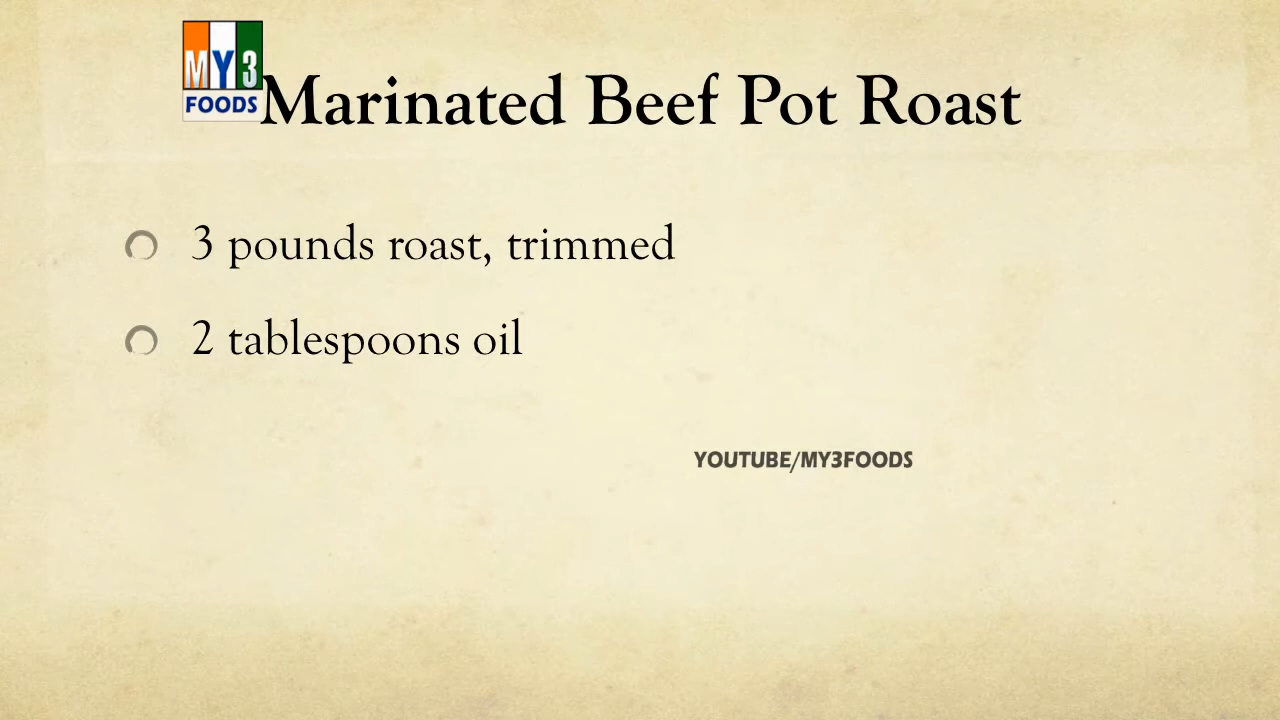 MY3
FOODS
Marinated Beef Pot Roast
3 pounds roast, trimmed
2 tablespoons oil
YOUTUBE/MY3FOODS